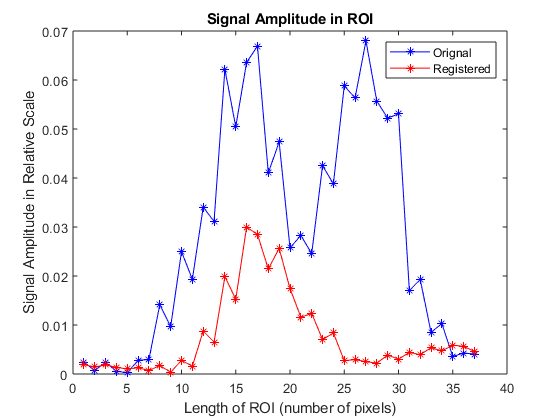 Signal Amplitude in ROI
Orignal
Registered
Signal Amplitude in Relative Scale
0.07
0.06
0.05
0.04
0.03
0.02
0.01
0
0 5 10 15 20 25 30 35 40
Length of ROI (number of pixels)